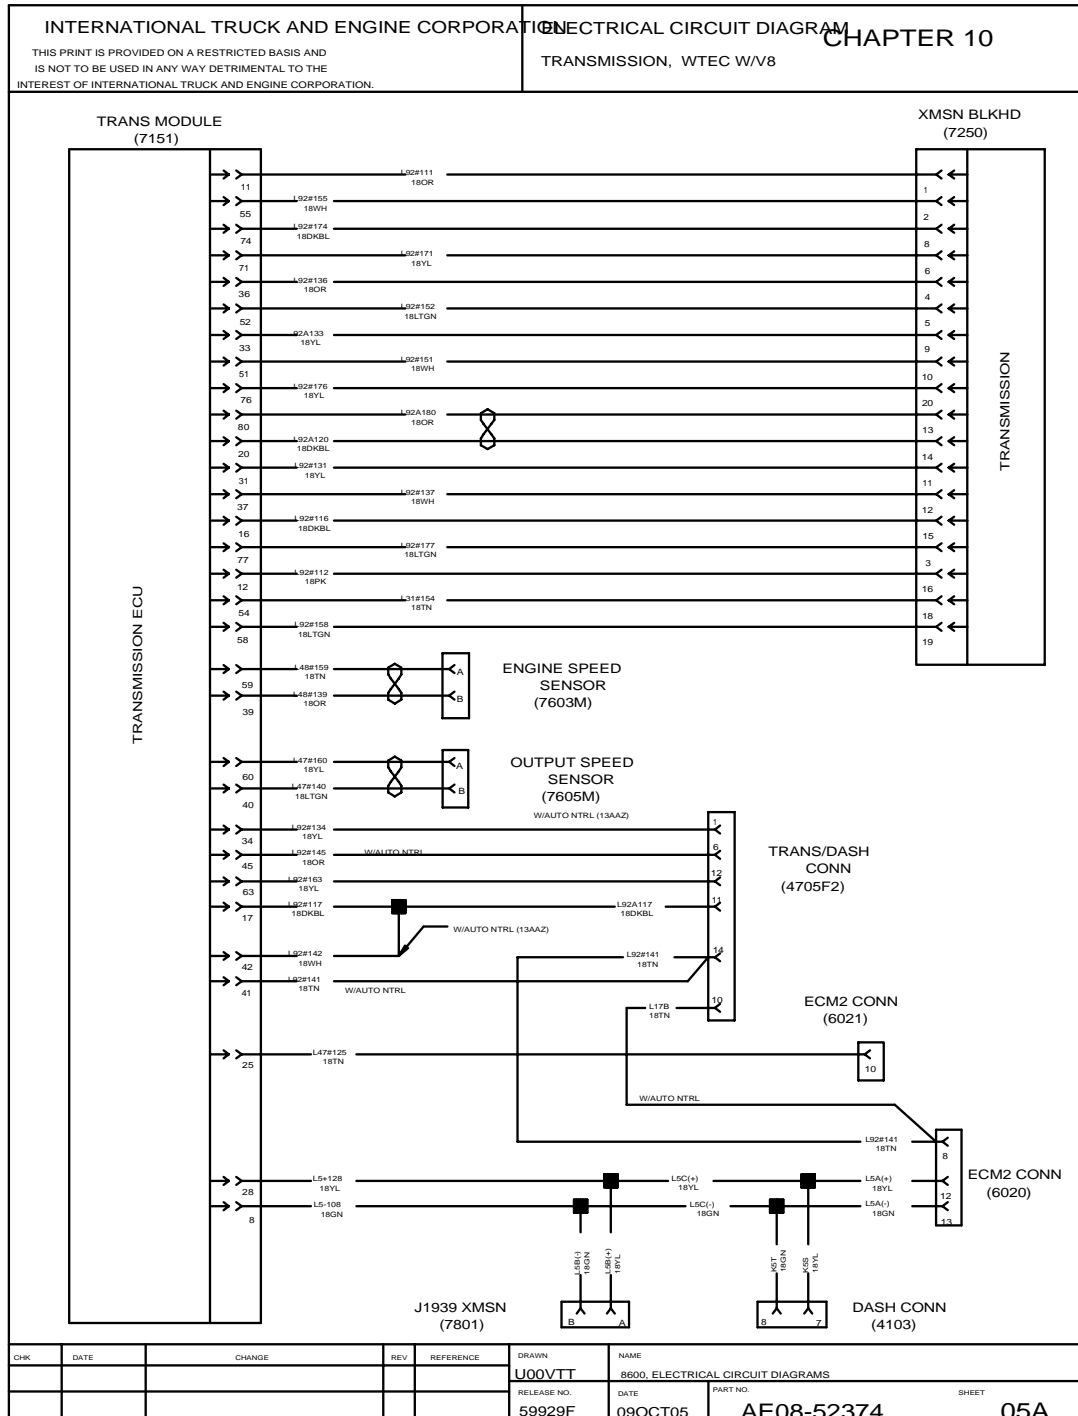 INTERNATIONAL TRUCK AND ENGINE CORPORATION
THIS PRINT IS PROVIDED ON A RESTRICTED BASIS AND
IS NOT TO BE USED IN ANY WAY DETRIMENTAL TO THE
INTEREST OF INTERNATIONAL TRUCK AND ENGINE CORPORATION.
ELECTRICAL CIRCUIT DIAGRAM
TRANSMISSION, WTEC W/V8
CHAPTER 10
TRANS MODULE
(7151)
XMSN BLKHD
(7250)
TRANSMISSION ECU
TRANSMISSION
11 L92#111 18OR 1
55 L92#155 18WH 2
74 L92#174 18DKBL 8
71 L92#171 18YL 6
36 L92#136 18OR 4
52 L92#152 18LTGN 5
33 92A133 18YL 9
51 L92#151 18WH 10
76 L92#176 18YL 20
80 L92A180 18OR 13
20 L92A120 18DKBL 14
31 L92#131 18YL 11
37 L92#137 18WH 12
16 L92#116 18DKBL 15
77 L92#177 18LTGN 3
12 L92#112 18PK 16
54 L31#154 18TN 18
58 L92#158 18LTGN 19
59 L48#159 18TN A
39 L48#139 18OR B
ENGINE SPEED
SENSOR
(7603M)
60 L47#160 18YL A
40 L47#140 18LTGN B
OUTPUT SPEED
SENSOR
(7605M)
W/AUTO NTRL (13AAZ)
34 L92#134 18YL 1
45 L92#145 18OR W/AUTO NTRL 6
63 L92#163 18YL 12
17 L92#117 18DKBL L92A117 18DKBL 11
TRANS/DASH
CONN
(4705F2)
W/AUTO NTRL (13AAZ)
42 L92#142 18WH
L92#141 18TN 14
41 L92#141 18TN W/AUTO NTRL
L17B 18TN 10
ECM2 CONN
(6021)
25 L47#125 18TN 10
W/AUTO NTRL
L92#141 18TN 8
ECM2 CONN
(6020)
28 L5+128 18YL L5C(+) 18YL L5A(+) 18YL 12
8 L5-108 18GN L5C(-) 18GN L5A(-) 18GN 13
L5B(-) 18GN
L5B(+) 18YL
K5T 18GN
K5S 18YL
J1939 XMSN
(7801)
B A
8 7
DASH CONN
(4103)
CHK DATE CHANGE REV REFERENCE
DRAWN
U00VTT
NAME
8600, ELECTRICAL CIRCUIT DIAGRAMS
RELEASE NO.
59929F
DATE
09OCT05
PART NO.
AE08-52374
SHEET
05A